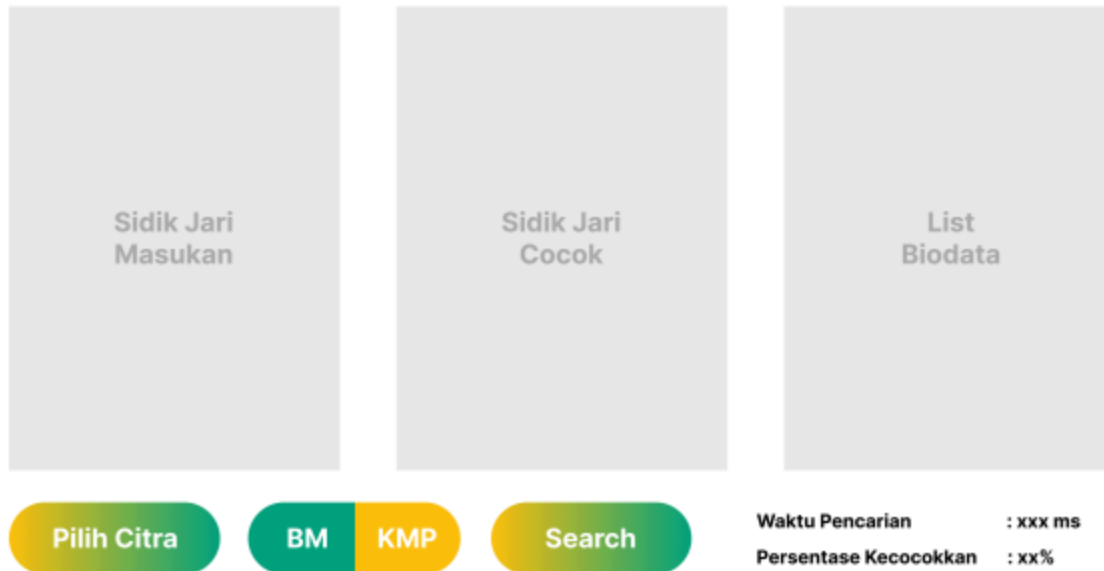 Sidik Jari
Masukan
Sidik Jari
Cocok
List
Biodata
Pilih Citra
BM KMP
Search
Waktu Pencarian : xxx ms
Persentase Kecocokkan : xx%